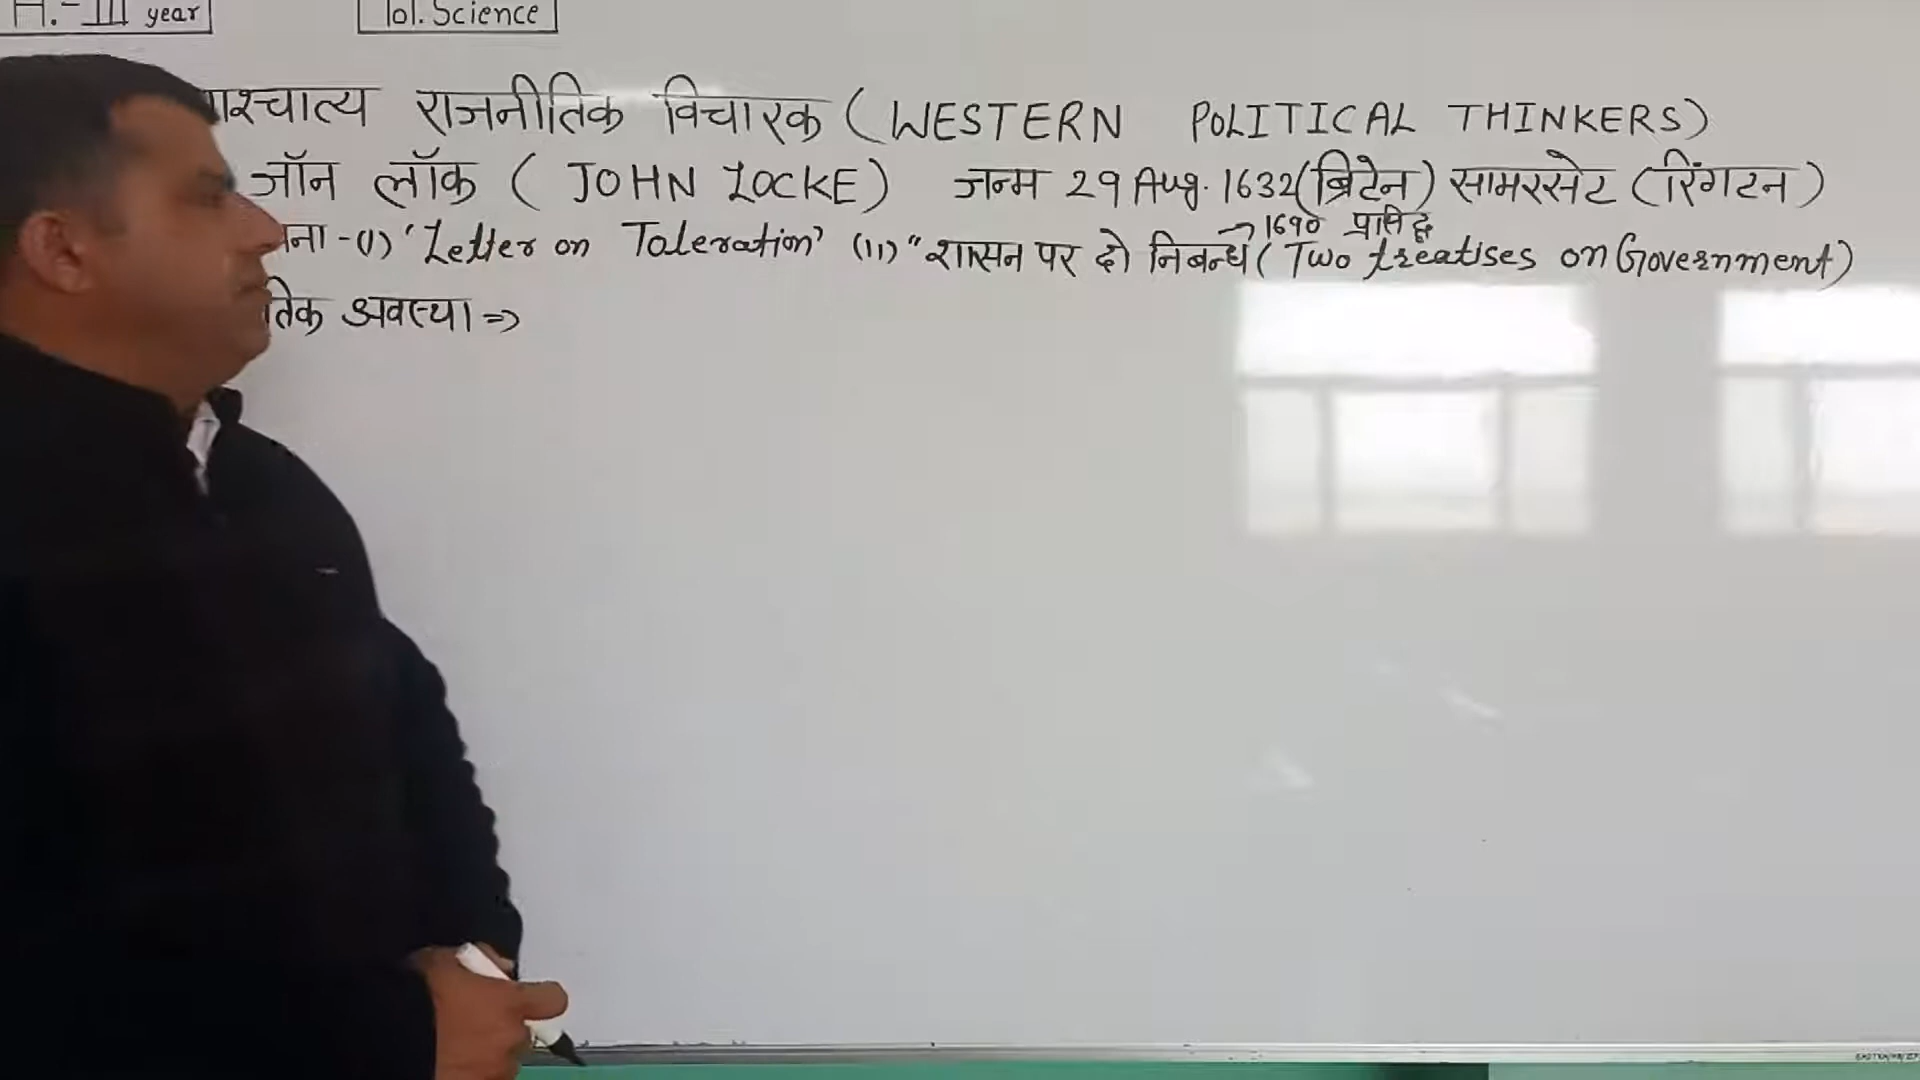 H.-III year Pol. Science
पाश्चात्य राजनीतिक विचारक (WESTERN POLITICAL THINKERS)
जॉन लॉक (JOHN LOCKE) जन्म 29 Aug. 1632 (ब्रिटेन) सामरसेट (रिंगटन)
→ 1690
रचना - (i) 'Letter on Toleration' (ii) "शासन पर दो निबन्ध (Two treatises on Government)
अवस्था ⇒